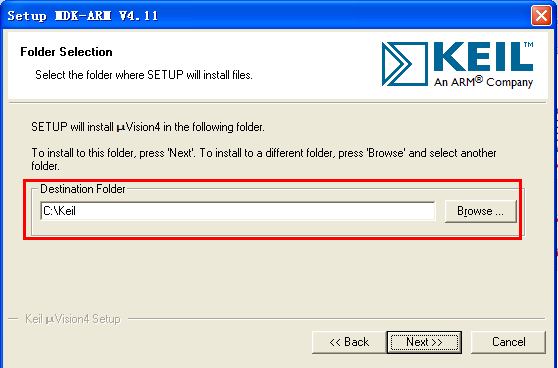 Setup MDK-ARM V4.11
Folder Selection
Select the folder where SETUP will install files.
KEIL™
An ARM® Company
SETUP will install µVision4 in the following folder.
To install to this folder, press 'Next'. To install to a different folder, press 'Browse' and select another
folder.
Destination Folder
C:\Keil
Browse ...
Keil µVision4 Setup
<< Back
Next >>
Cancel